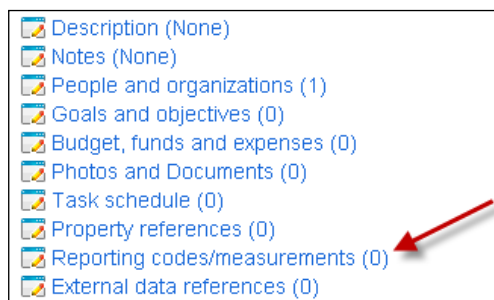 Description (None)
Notes (None)
People and organizations (1)
Goals and objectives (0)
Budget, funds and expenses (0)
Photos and Documents (0)
Task schedule (0)
Property references (0)
Reporting codes/measurements (0)
External data references (0)